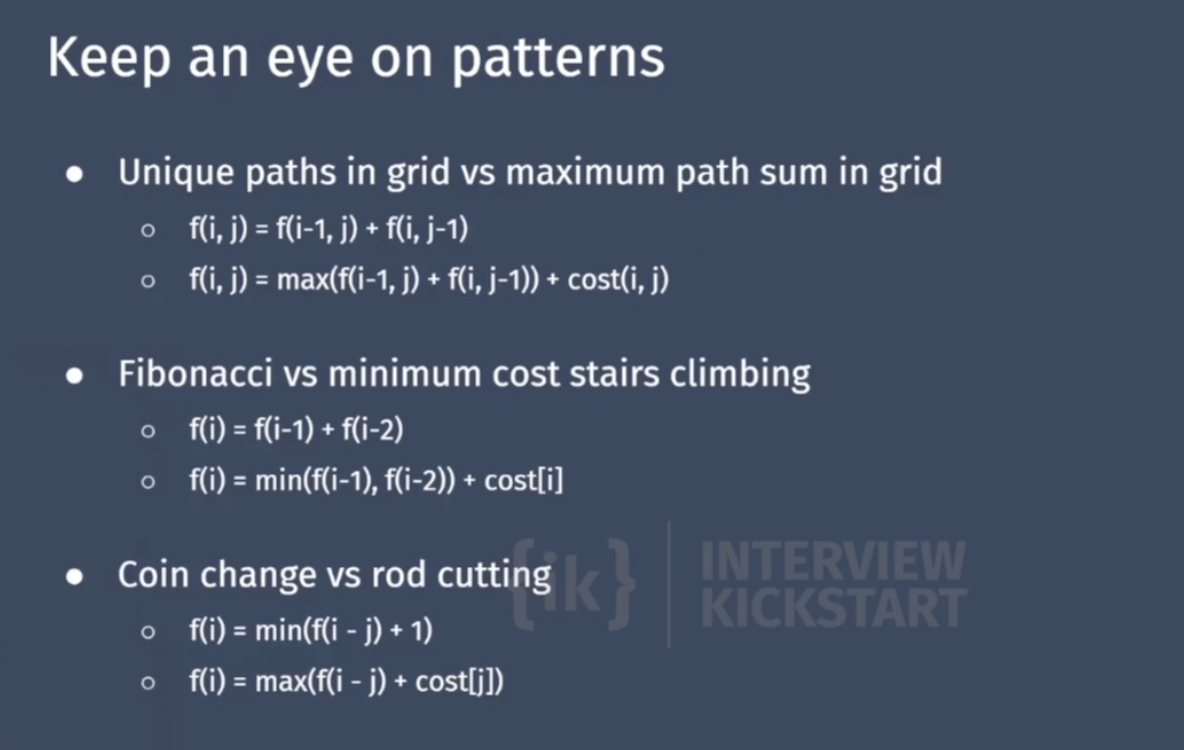 Keep an eye on patterns
● Unique paths in grid vs maximum path sum in grid
○ f(i, j) = f(i-1, j) + f(i, j-1)
○ f(i, j) = max(f(i-1, j) + f(i, j-1)) + cost(i, j)
● Fibonacci vs minimum cost stairs climbing
○ f(i) = f(i-1) + f(i-2)
○ f(i) = min(f(i-1), f(i-2)) + cost[i]
● Coin change vs rod cutting
○ f(i) = min(f(i - j) + 1)
○ f(i) = max(f(i - j) + cost[j])
{ik}
INTERVIEW
KICKSTART